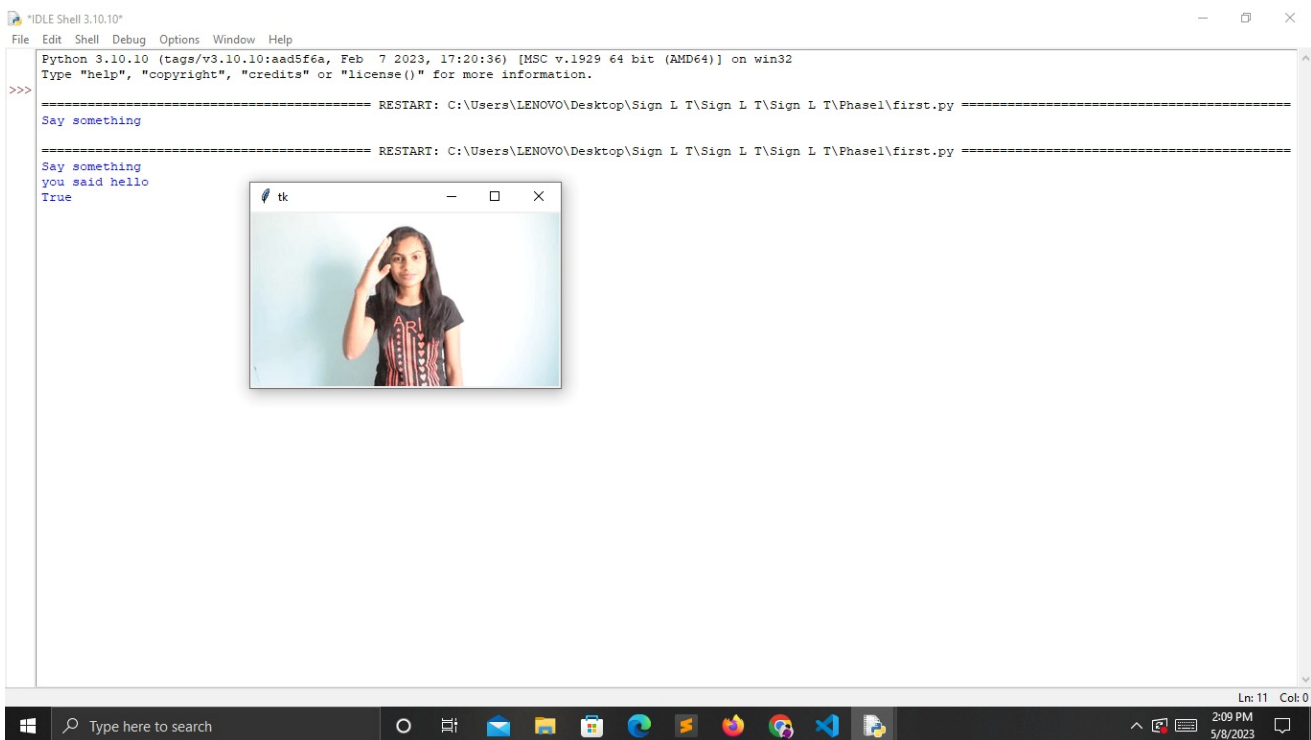 *IDLE Shell 3.10.10*
File Edit Shell Debug Options Window Help
Python 3.10.10 (tags/v3.10.10:aad5f6a, Feb  7 2023, 17:20:36) [MSC v.1929 64 bit (AMD64)] on win32
Type "help", "copyright", "credits" or "license()" for more information.
>>>
=========================================== RESTART: C:\Users\LENOVO\Desktop\Sign L T\Sign L T\Sign L T\Phase1\first.py ===========================================
Say something
=========================================== RESTART: C:\Users\LENOVO\Desktop\Sign L T\Sign L T\Sign L T\Phase1\first.py ===========================================
Say something
you said hello
True
tk
ARI
Ln: 11 Col: 0
Type here to search
2:09 PM
5/8/2023